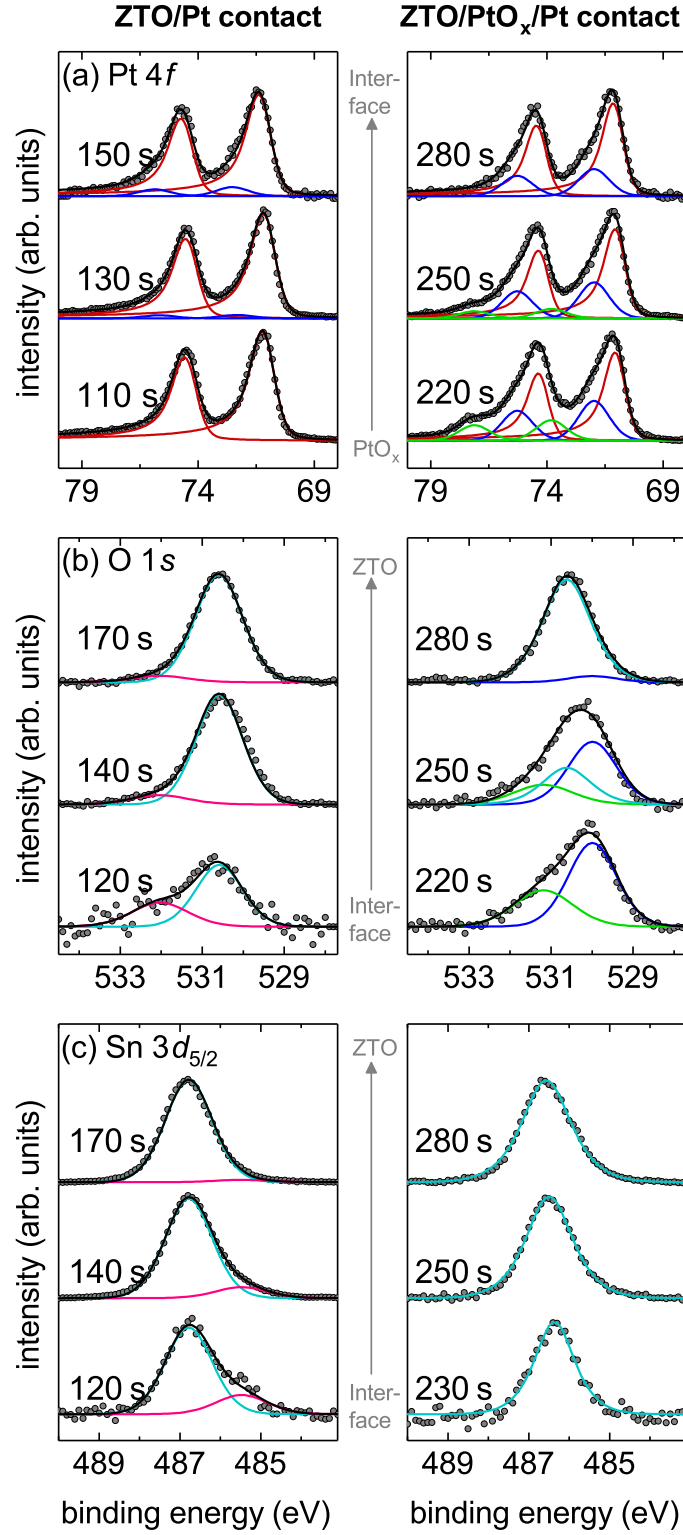 ZTO/Pt contact
ZTO/PtOx/Pt contact
(a) Pt 4f
Inter-
face
150 s
280 s
130 s
250 s
110 s
220 s
PtOx
intensity (arb. units)
79 74 69
79 74 69
(b) O 1s
ZTO
170 s
280 s
140 s
250 s
120 s
220 s
Inter-
face
intensity (arb. units)
533 531 529
533 531 529
(c) Sn 3d5/2
ZTO
170 s
280 s
140 s
250 s
120 s
230 s
Inter-
face
intensity (arb. units)
489 487 485
489 487 485
binding energy (eV)
binding energy (eV)